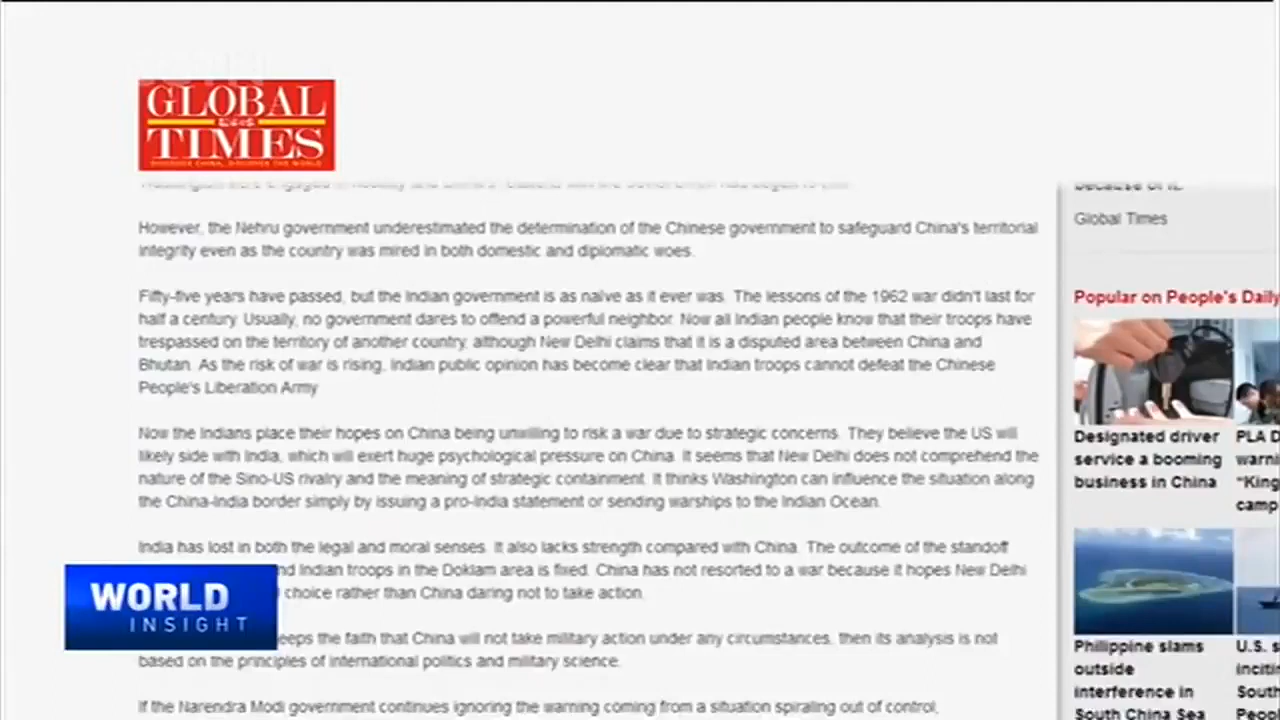 GLOBAL
TIMES
DISCOVER CHINA, DISCOVER THE WORLD
However, the Nehru government underestimated the determination of the Chinese government to safeguard China's territorial
integrity even as the country was mired in both domestic and diplomatic woes.
Fifty-five years have passed, but the Indian government is as naïve as it ever was. The lessons of the 1962 war didn't last for
half a century. Usually, no government dares to offend a powerful neighbor. Now all Indian people know that their troops have
trespassed on the territory of another country, although New Delhi claims that it is a disputed area between China and
Bhutan. As the risk of war is rising, Indian public opinion has become clear that Indian troops cannot defeat the Chinese
People's Liberation Army.
Now the Indians place their hopes on China being unwilling to risk a war due to strategic concerns. They believe the US will
likely side with India, which will exert huge psychological pressure on China. It seems that New Delhi does not comprehend the
nature of the Sino-US rivalry and the meaning of strategic containment. It thinks Washington can influence the situation along
the China-India border simply by issuing a pro-India statement or sending warships to the Indian Ocean.
India has lost in both the legal and moral senses. It also lacks strength compared with China. The outcome of the standoff
nd Indian troops in the Doklam area is fixed. China has not resorted to a war because it hopes New Delhi
choice rather than China daring not to take action.
eeps the faith that China will not take military action under any circumstances, then its analysis is not
based on the principles of international politics and military science.
If the Narendra Modi government continues ignoring the warning coming from a situation spiraling out of control,
WORLD
INSIGHT
because of it
Global Times
Popular on People's Daily
Designated driver
service a booming
business in China
PLA D
warni
"King
camp
Philippine slams
outside
interference in
South China Sea
U.S. s
inciti
South
Peopl